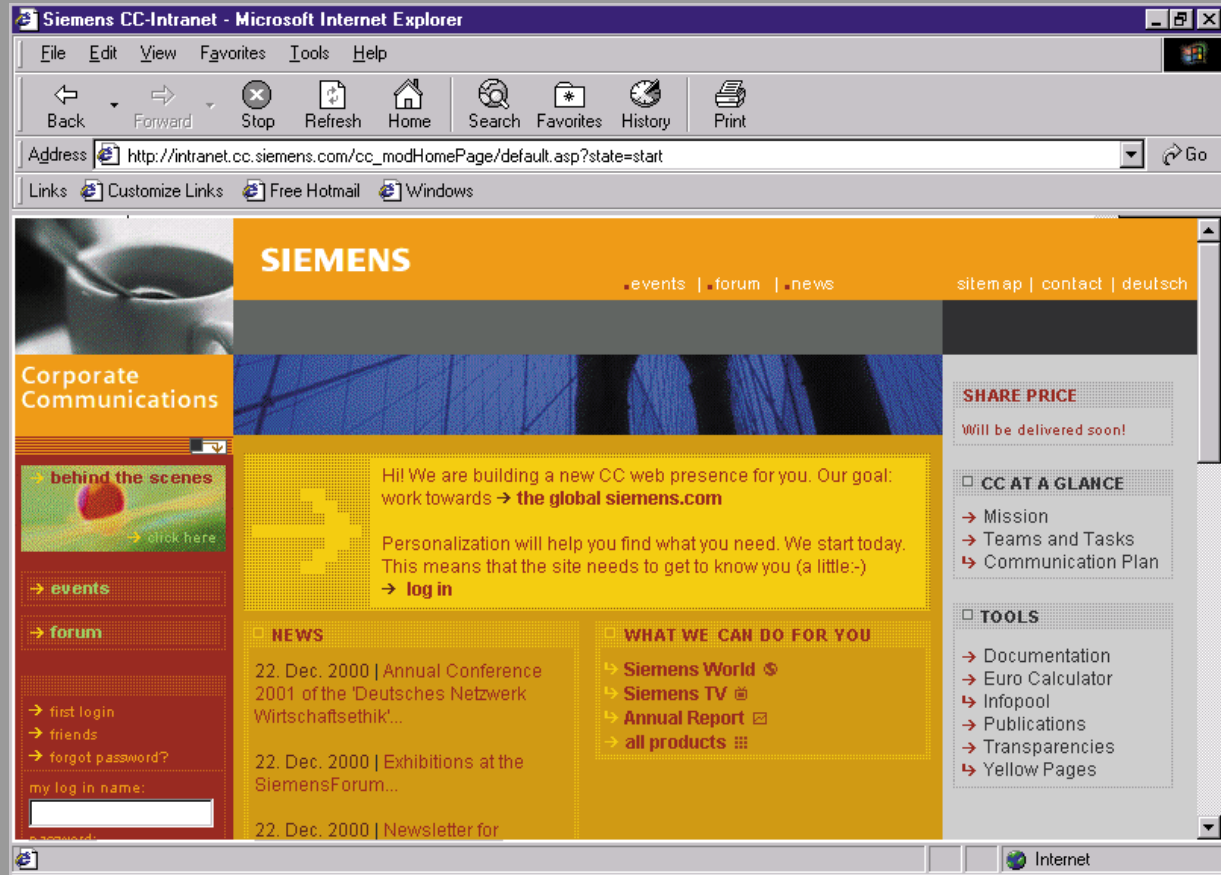 Siemens CC-Intranet - Microsoft Internet Explorer
File Edit View Favorites Tools Help
Back Forward Stop Refresh Home Search Favorites History Print
Address http://intranet.cc.siemens.com/cc_modHomePage/default.asp?state=start Go
Links Customize Links Free Hotmail Windows
SIEMENS
.events | .forum | .news
sitemap | contact | deutsch
Corporate
Communications
→ behind the scenes
→ click here
→ events
→ forum
→ first login
→ friends
→ forgot password?
my log in name:
password:
Hi! We are building a new CC web presence for you. Our goal:
work towards → the global siemens.com
Personalization will help you find what you need. We start today.
This means that the site needs to get to know you (a little:-)
→ log in
NEWS
22. Dec. 2000 | Annual Conference
2001 of the 'Deutsches Netzwerk
Wirtschaftsethik'...
22. Dec. 2000 | Exhibitions at the
SiemensForum...
22. Dec. 2000 | Newsletter for
WHAT WE CAN DO FOR YOU
Siemens World
Siemens TV
Annual Report
→ all products
SHARE PRICE
Will be delivered soon!
CC AT A GLANCE
→ Mission
→ Teams and Tasks
Communication Plan
TOOLS
→ Documentation
→ Euro Calculator
Infopool
→ Publications
→ Transparencies
Yellow Pages
Internet